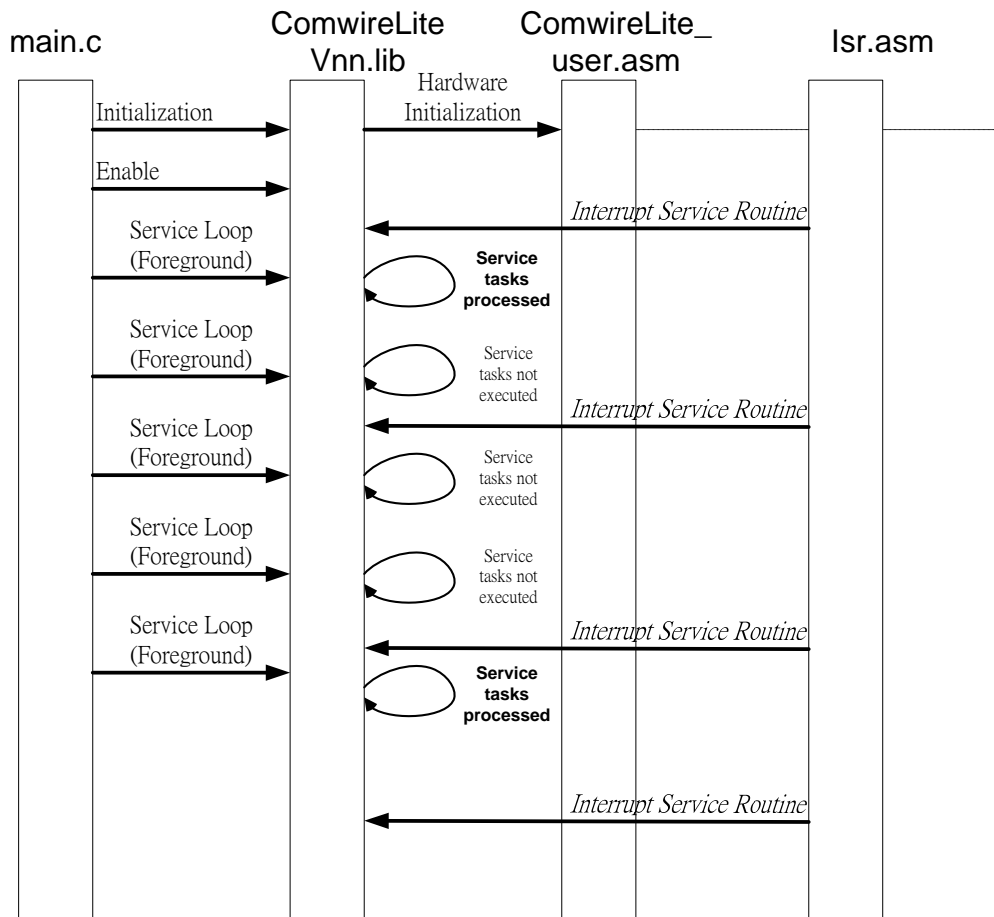 main.c
ComwireLite
Vnn.lib
ComwireLite_
user.asm
Isr.asm
Initialization
Hardware
Initialization
Enable
Interrupt Service Routine
Service Loop
(Foreground)
Service
tasks
processed
Service Loop
(Foreground)
Service
tasks not
executed
Interrupt Service Routine
Service Loop
(Foreground)
Service
tasks not
executed
Service Loop
(Foreground)
Service
tasks not
executed
Interrupt Service Routine
Service Loop
(Foreground)
Service
tasks
processed
Interrupt Service Routine